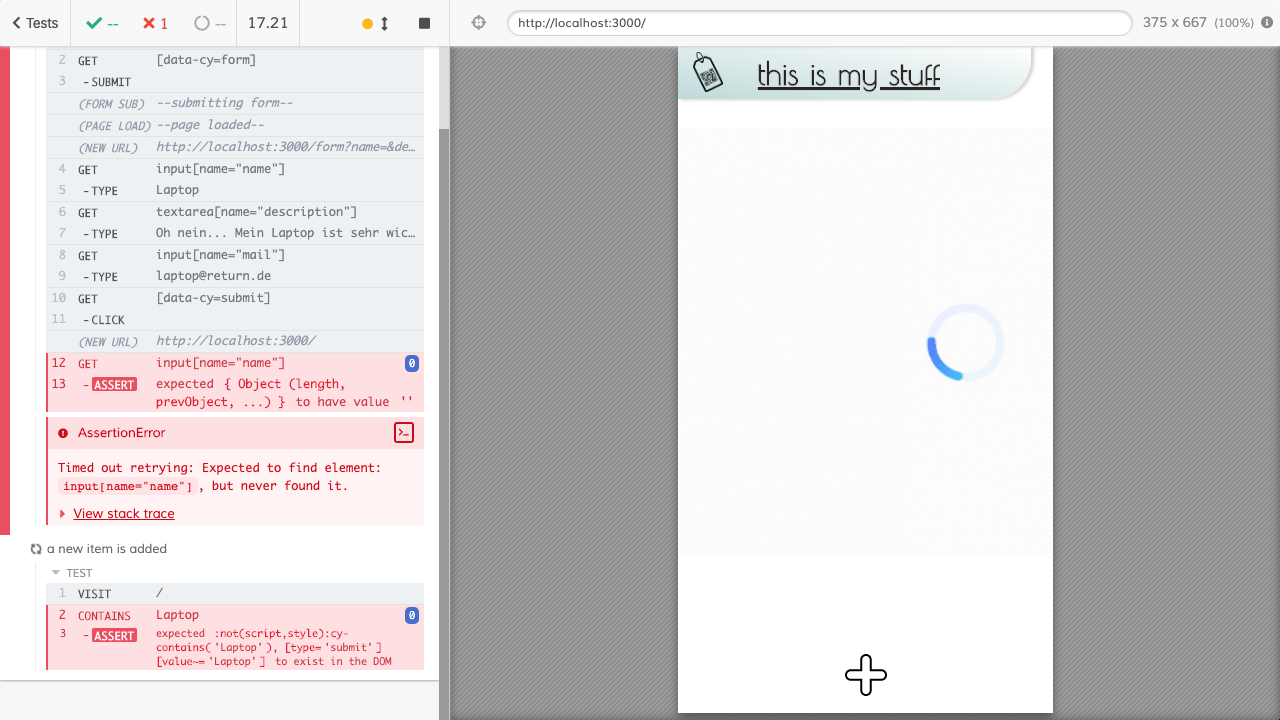 Tests
--
1
--
17.21
http://localhost:3000/
375 x 667 (100%)
2 GET [data-cy=form]
3 -SUBMIT
(FORM SUB) --submitting form--
(PAGE LOAD) --page loaded--
(NEW URL) http://localhost:3000/form?name=&de…
4 GET input[name="name"]
5 -TYPE Laptop
6 GET textarea[name="description"]
7 -TYPE Oh nein... Mein Laptop ist sehr wic…
8 GET input[name="mail"]
9 -TYPE laptop@return.de
10 GET [data-cy=submit]
11 -CLICK
(NEW URL) http://localhost:3000/
12 GET input[name="name"] 0
13 -ASSERT expected { Object (length,
prevObject, ...) } to have value ''
AssertionError
Timed out retrying: Expected to find element:
input[name="name"], but never found it.
View stack trace
a new item is added
TEST
1 VISIT /
2 CONTAINS Laptop 0
3 -ASSERT expected :not(script,style):cy-
contains('Laptop'), [type='submit']
[value~='Laptop'] to exist in the DOM
this is my stuff